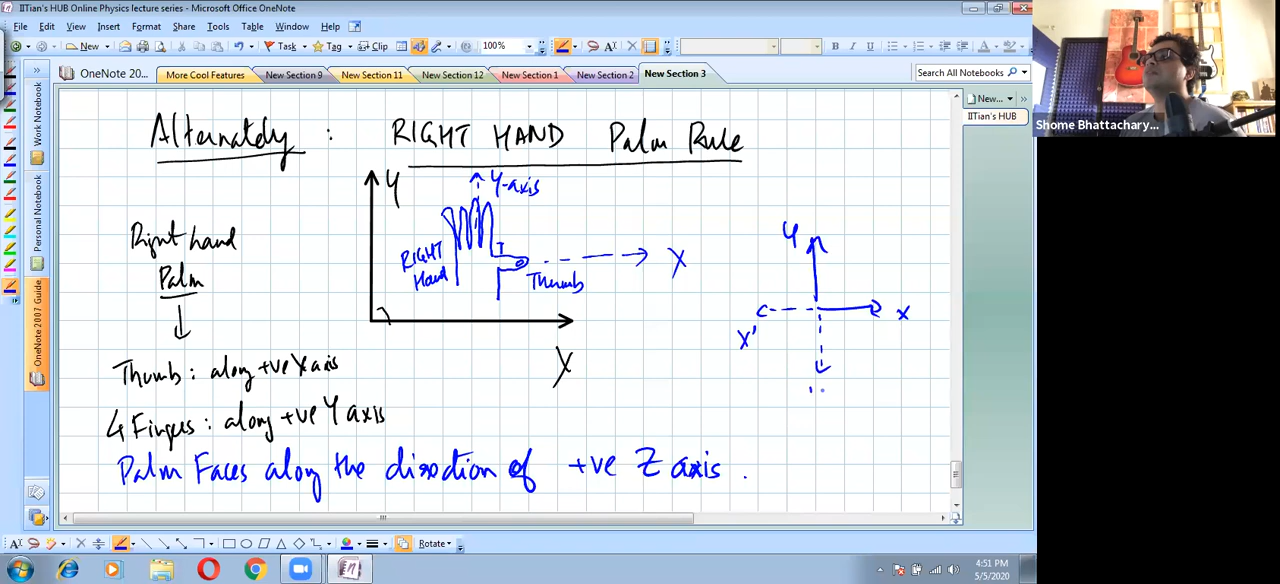 IITian's HUB Online Physics lecture series - Microsoft Office OneNote
File Edit View Insert Format Share Tools Table Window Help
New Task Tag Clip 100% B I U
OneNote 20... More Cool Features New Section 9 New Section 11 New Section 12 New Section 1 New Section 2 New Section 3 Search All Notebooks
New...
IITian's HUB
Shome Bhattachary...
Work Notebook
Personal Notebook
OneNote 2007 Guide
Alternately : RIGHT HAND Palm Rule
Y
Y-axis
Right hand
Palm
RIGHT
Hand
Thumb
X
X
Y
X
X'
Thumb : along +ve X axis
4 Fingers : along +ve Y axis
Palm Faces along the direction of +ve Z axis .
Rotate
4:51 PM
5/5/2020